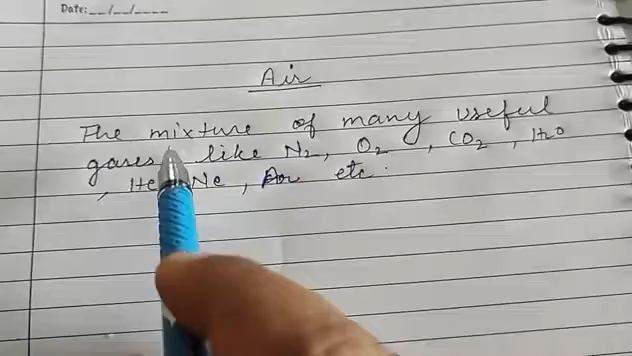 Date:__/__/____
Air
The mixture of many useful
gases like N2, O2, CO2, H2O
, He Ne, Ar etc.